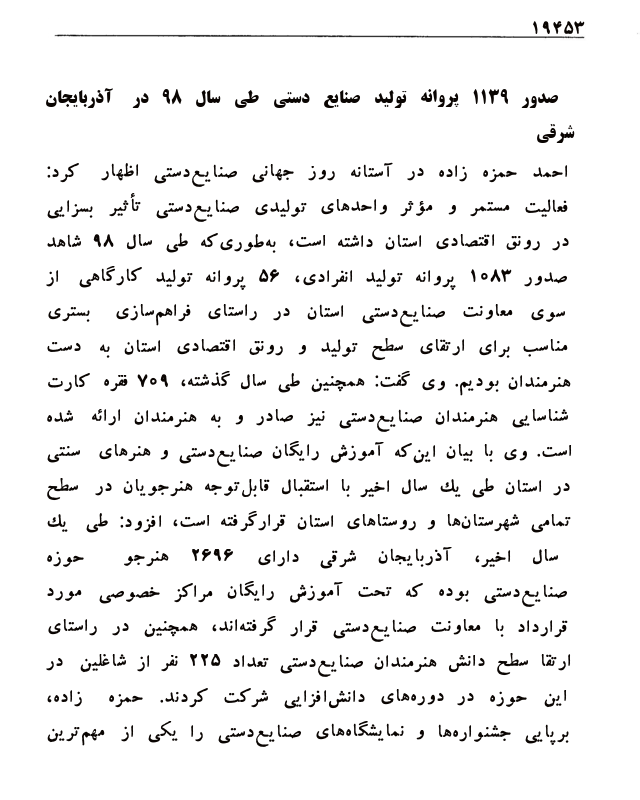 ۱۹۴۵۳
صدور ۱۱۳۹ پروانه تولید صنایع دستی طی سال ۹۸ در آذربایجان
شرقی
احمد حمزه زاده در آستانه روز جهانی صنایع‌دستی اظهار کرد:
فعالیت مستمر و مؤثر واحدهای تولیدی صنایع‌دستی تأثیر بسزایی
در رونق اقتصادی استان داشته است، به‌طوری‌که طی سال ۹۸ شاهد
صدور ۱۰۸۳ پروانه تولید انفرادی، ۵۶ پروانه تولید کارگاهی از
سوی معاونت صنایع‌دستی استان در راستای فراهم‌سازی بستری
مناسب برای ارتقای سطح تولید و رونق اقتصادی استان به دست
هنرمندان بودیم. وی گفت: همچنین طی سال گذشته، ۷۰۹ فقره کارت
شناسایی هنرمندان صنایع‌دستی نیز صادر و به هنرمندان ارائه شده
است. وی با بیان این‌که آموزش رایگان صنایع‌دستی و هنرهای سنتی
در استان طی یك سال اخیر با استقبال قابل‌توجه هنرجویان در سطح
تمامی شهرستان‌ها و روستاهای استان قرارگرفته است، افزود: طی یك
سال اخیر، آذربایجان شرقی دارای ۲۶۹۶ هنرجو حوزه
صنایع‌دستی بوده که تحت آموزش رایگان مراکز خصوصی مورد
قرارداد با معاونت صنایع‌دستی قرار گرفته‌اند، همچنین در راستای
ارتقا سطح دانش هنرمندان صنایع‌دستی تعداد ۲۲۵ نفر از شاغلین در
این حوزه در دوره‌های دانش‌افزایی شرکت کردند. حمزه زاده،
برپایی جشنواره‌ها و نمایشگاه‌های صنایع‌دستی را یکی از مهم‌ترین